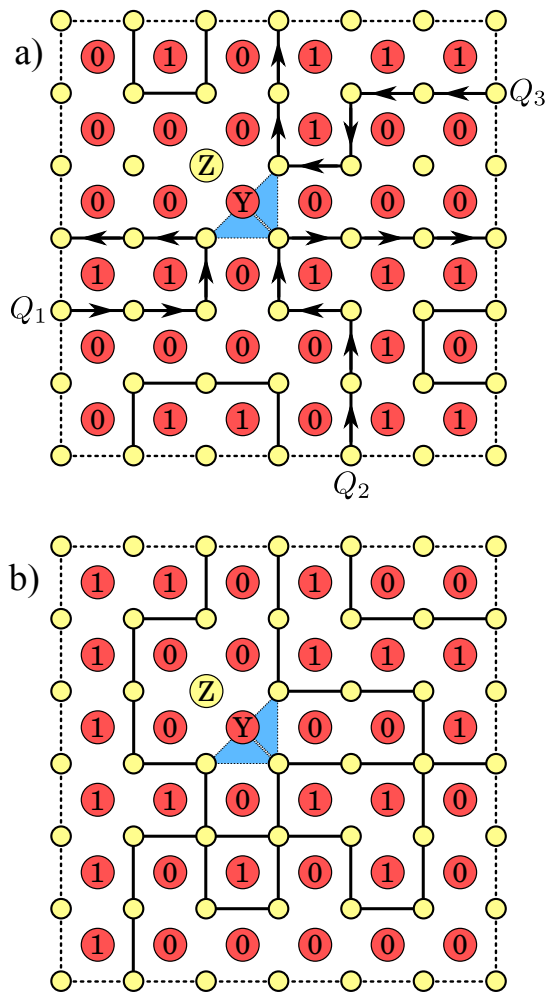 a)
0 1 0 1 1 1
Q3
0 0 0 1 0 0
Z
0 0 Y 0 0 0
1 1 0 1 1 1
Q1
0 0 0 0 1 0
0 1 1 0 1 1
Q2
b)
1 1 0 1 0 0
1 0 0 1 1 1
Z
1 0 Y 0 0 1
1 1 0 1 1 0
1 0 1 0 1 0
1 0 0 0 0 0